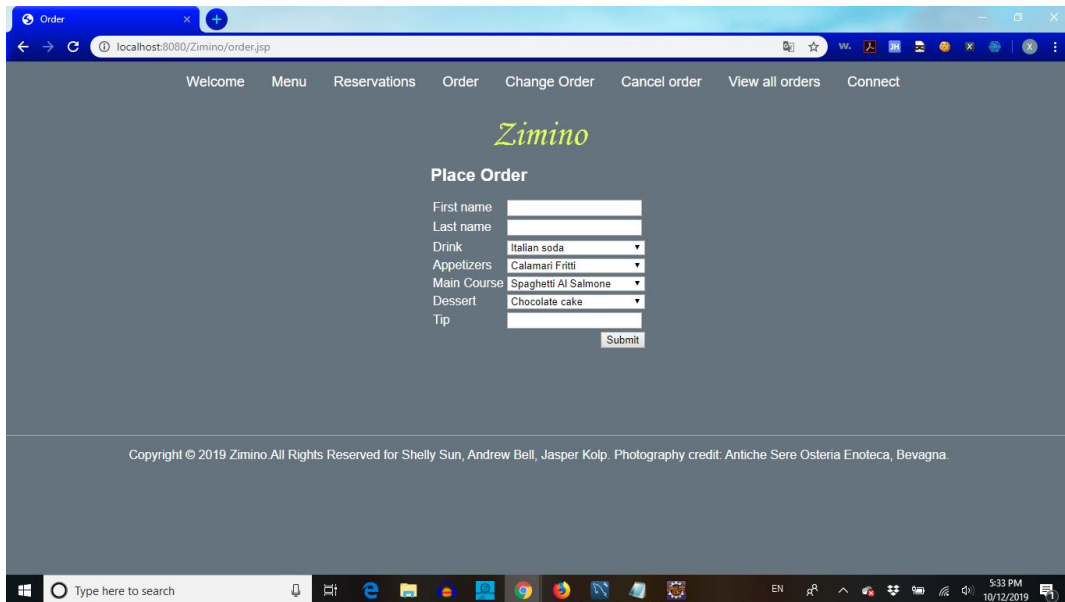 Order
localhost:8080/Zimino/order.jsp
Welcome Menu Reservations Order Change Order Cancel order View all orders Connect
Zimino
Place Order
First name
Last name
Drink Italian soda
Appetizers Calamari Fritti
Main Course Spaghetti Al Salmone
Dessert Chocolate cake
Tip
Submit
Copyright © 2019 Zimino.All Rights Reserved for Shelly Sun, Andrew Bell, Jasper Kolp. Photography credit: Antiche Sere Osteria Enoteca, Bevagna.
Type here to search
EN
5:33 PM
10/12/2019